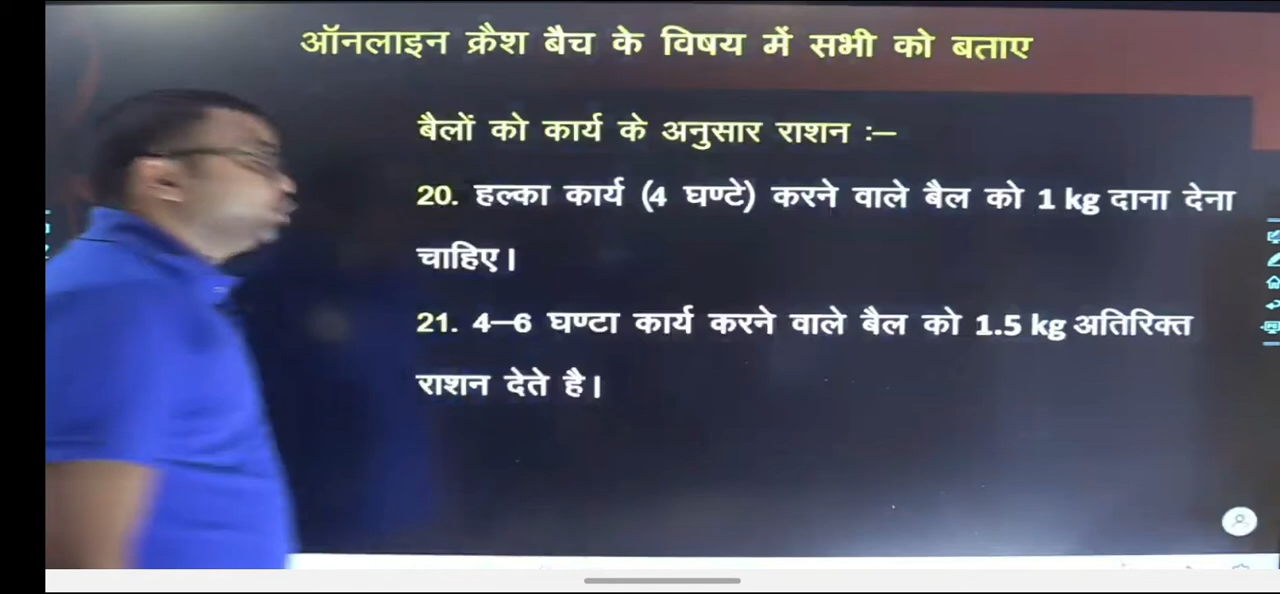 ऑनलाइन क्रैश बैच के विषय में सभी को बताए
बैलों को कार्य के अनुसार राशन :–
20. हल्का कार्य (4 घण्टे) करने वाले बैल को 1 kg दाना देना
चाहिए।
21. 4–6 घण्टा कार्य करने वाले बैल को 1.5 kg अतिरिक्त
राशन देते है।